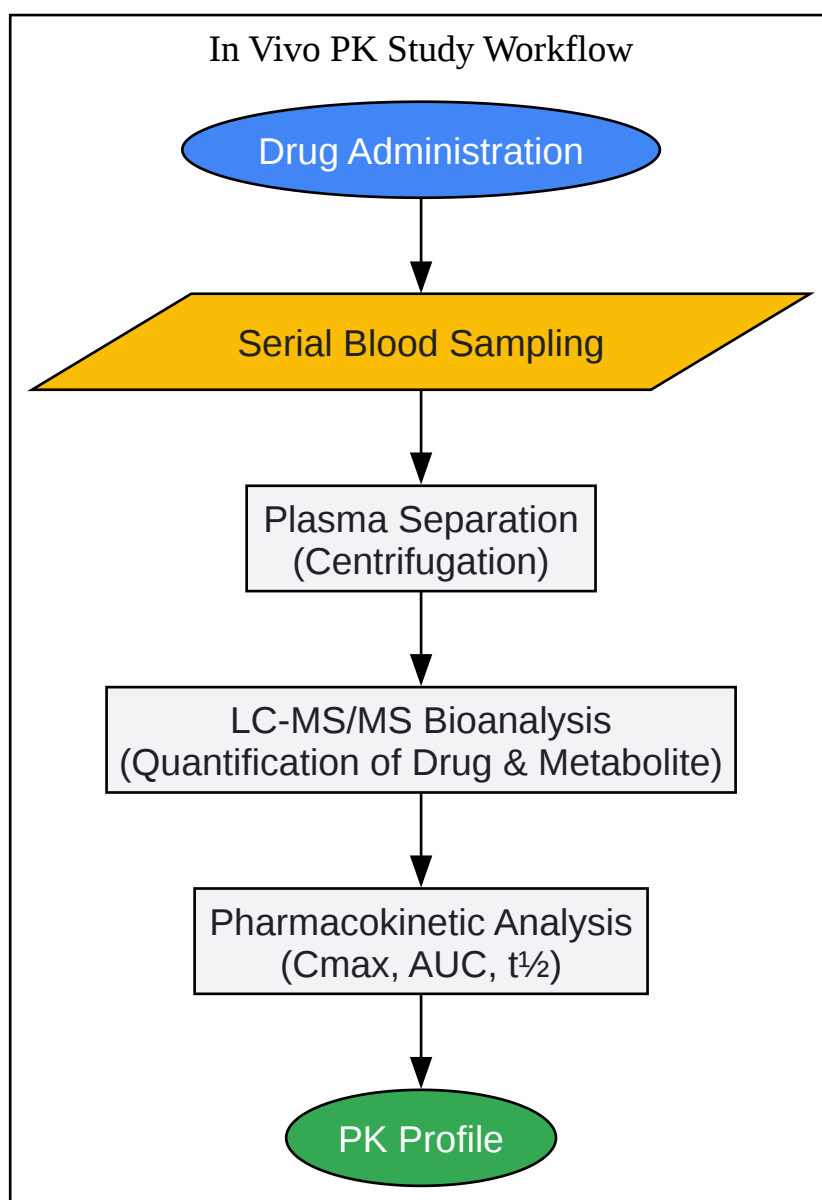 In Vivo PK Study Workflow
Drug Administration
Serial Blood Sampling
Plasma Separation
(Centrifugation)
LC-MS/MS Bioanalysis
(Quantification of Drug & Metabolite)
Pharmacokinetic Analysis
(Cmax, AUC, t½)
PK Profile